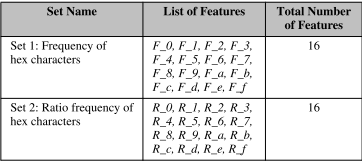 Set Name
List of Features
Total Number
of Features
Set 1: Frequency of
hex characters
F_0, F_1, F_2, F_3,
F_4, F_5, F_6, F_7,
F_8, F_9, F_a, F_b,
F_c, F_d, F_e, F_f
16
Set 2: Ratio frequency of
hex characters
R_0, R_1, R_2, R_3,
R_4, R_5, R_6, R_7,
R_8, R_9, R_a, R_b,
R_c, R_d, R_e, R_f
16